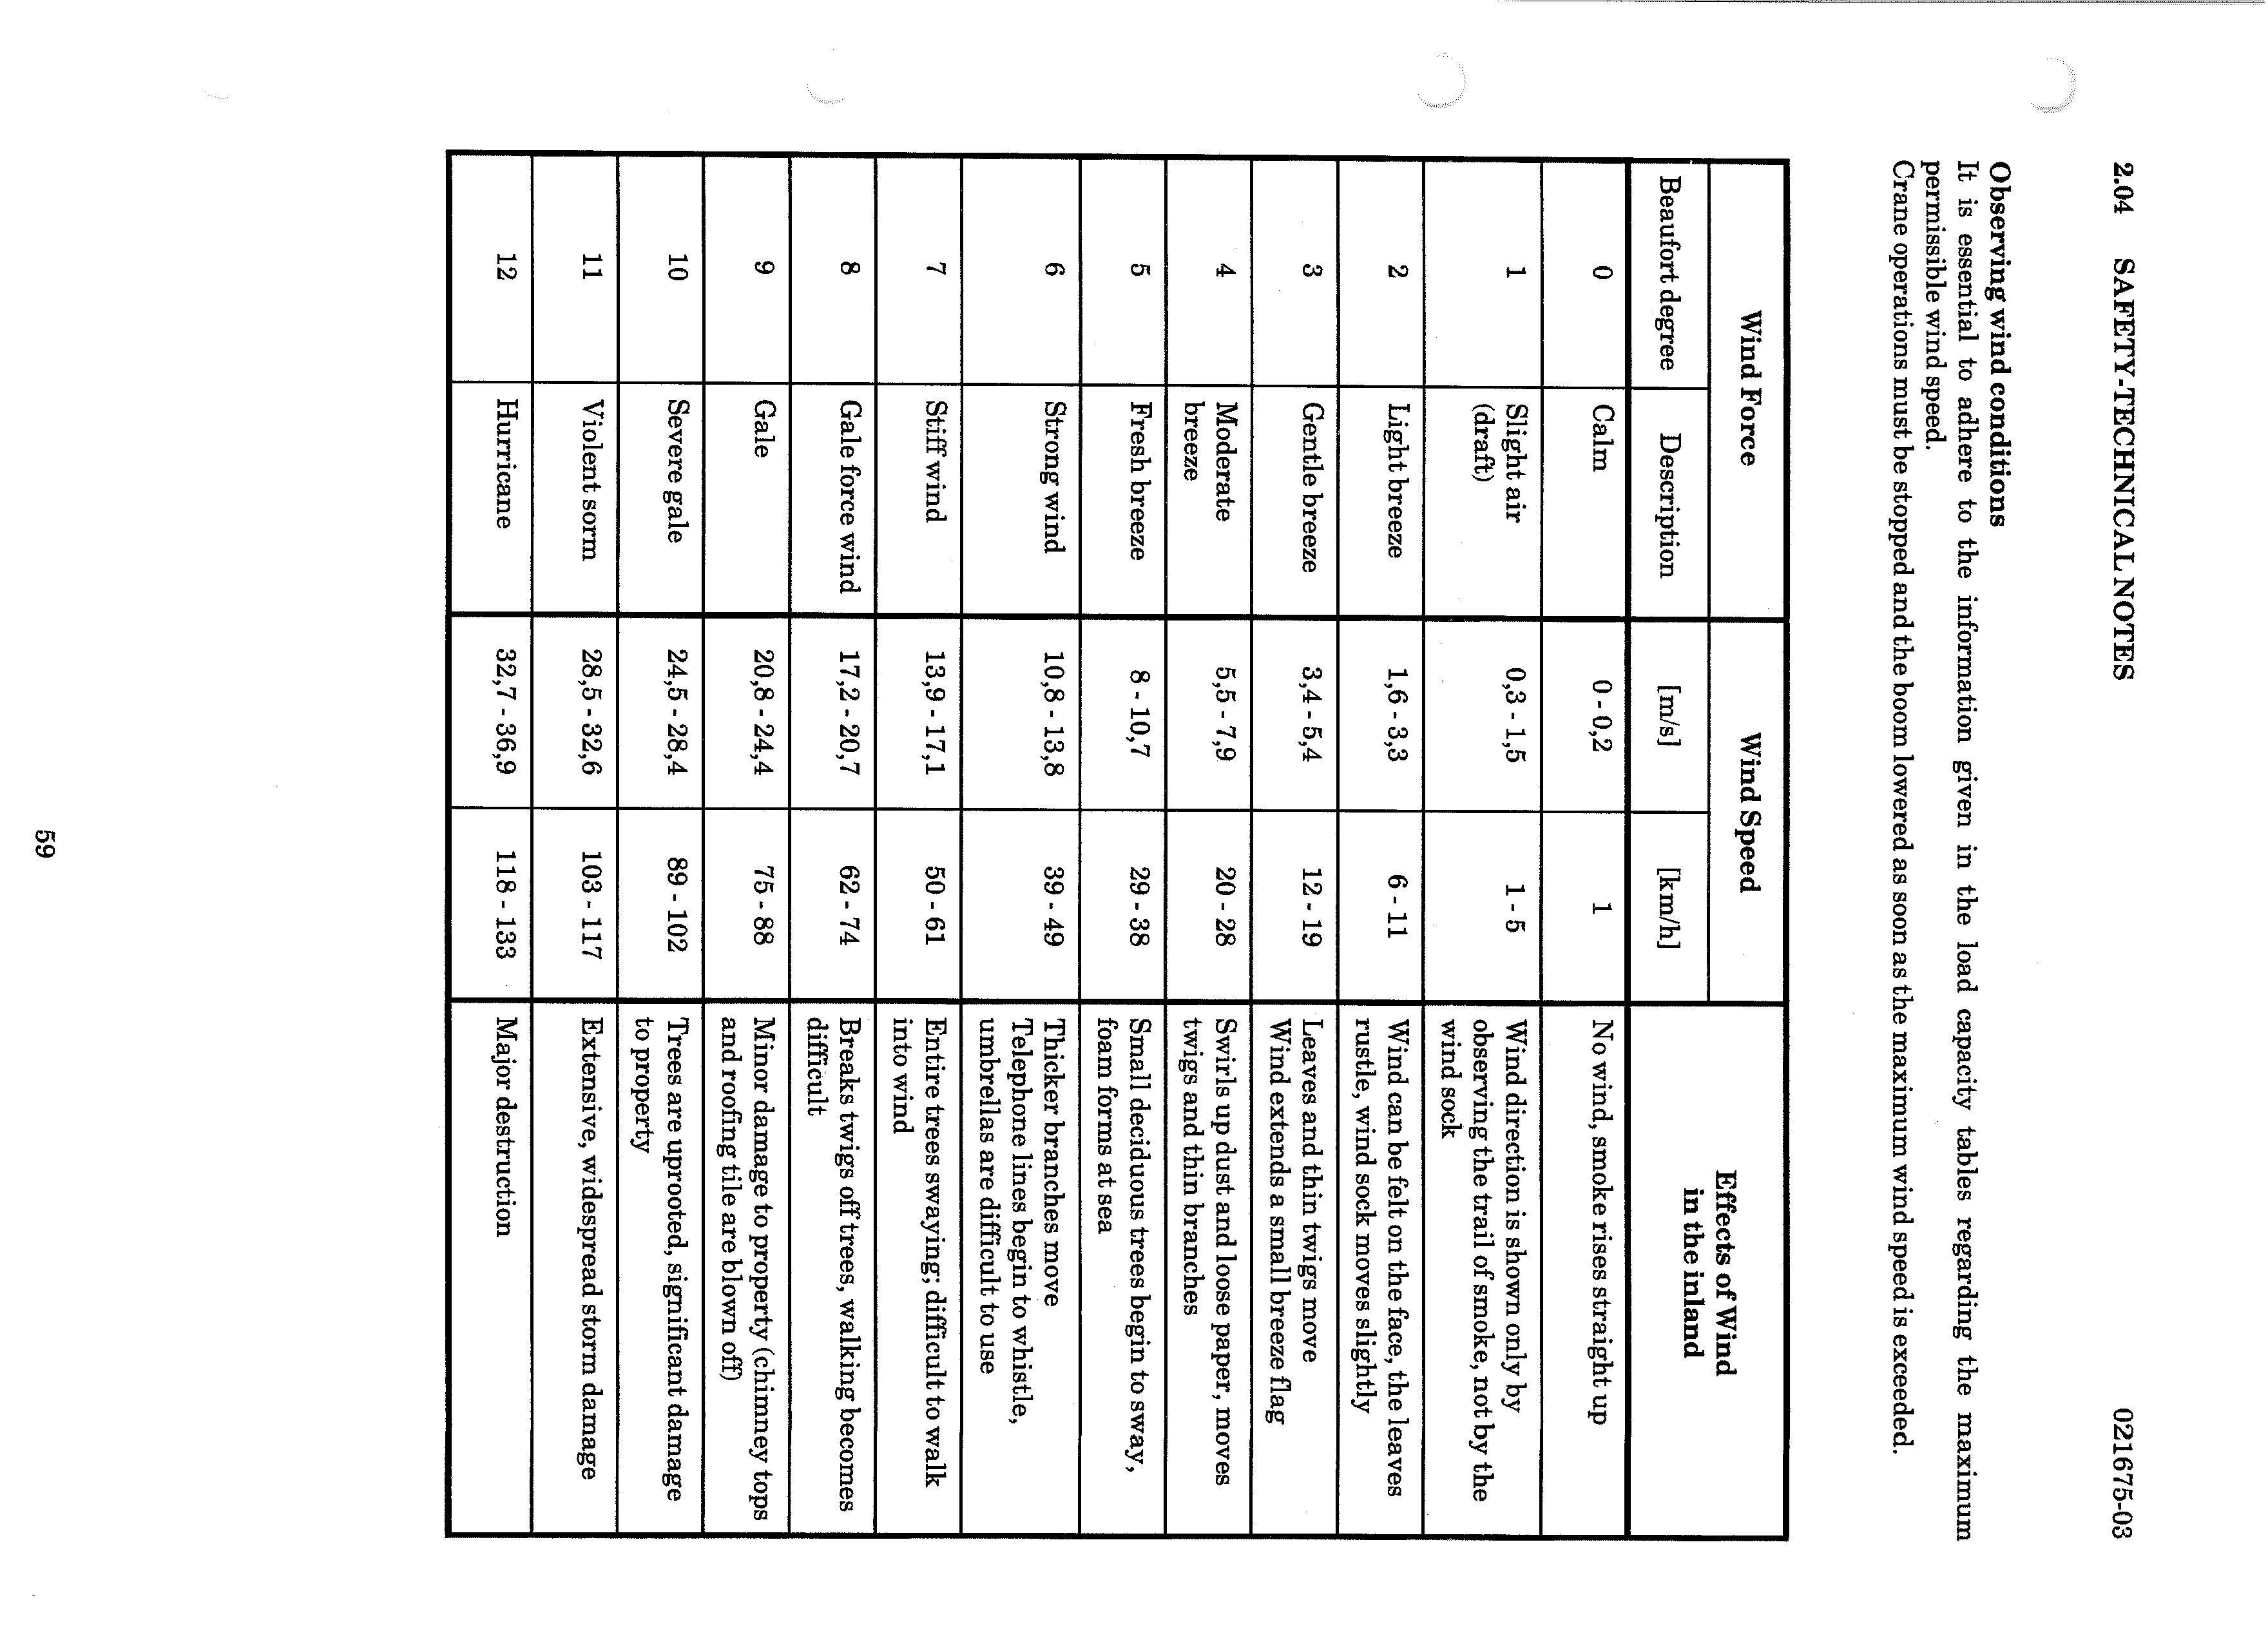 2.04 SAFETY-TECHNICAL NOTES 021675-03
Observing wind conditions
It is essential to adhere to the information given in the load capacity tables regarding the maximum
permissible wind speed.
Crane operations must be stopped and the boom lowered as soon as the maximum wind speed is exceeded.
Wind Force Wind Speed Effects of Wind
in the inland
Beaufort degree Description [m/s] [km/h]
0 Calm 0 - 0,2 1 No wind, smoke rises straight up
1 Slight air 0,3 - 1,5 1 - 5 Wind direction is shown only by
(draft) observing the trail of smoke, not by the
wind sock
2 Light breeze 1,6 - 3,3 6 - 11 Wind can be felt on the face, the leaves
rustle, wind sock moves slightly
3 Gentle breeze 3,4 - 5,4 12 - 19 Leaves and thin twigs move
Wind extends a small breeze flag
4 Moderate 5,5 - 7,9 20 - 28 Swirls up dust and loose paper, moves
breeze twigs and thin branches
5 Fresh breeze 8 - 10,7 29 - 38 Small deciduous trees begin to sway,
foam forms at sea
6 Strong wind 10,8 - 13,8 39 - 49 Thicker branches move
Telephone lines begin to whistle,
umbrellas are difficult to use
7 Stiff wind 13,9 - 17,1 50 - 61 Entire trees swaying; difficult to walk
into wind
8 Gale force wind 17,2 - 20,7 62 - 74 Breaks twigs off trees, walking becomes
difficult
9 Gale 20,8 - 24,4 75 - 88 Minor damage to property (chimney tops
and roofing tile are blown off)
10 Severe gale 24,5 - 28,4 89 - 102 Trees are uprooted, significant damage
to property
11 Violent sorm 28,5 - 32,6 103 - 117 Extensive, widespread storm damage
12 Hurricane 32,7 - 36,9 118 - 133 Major destruction
59